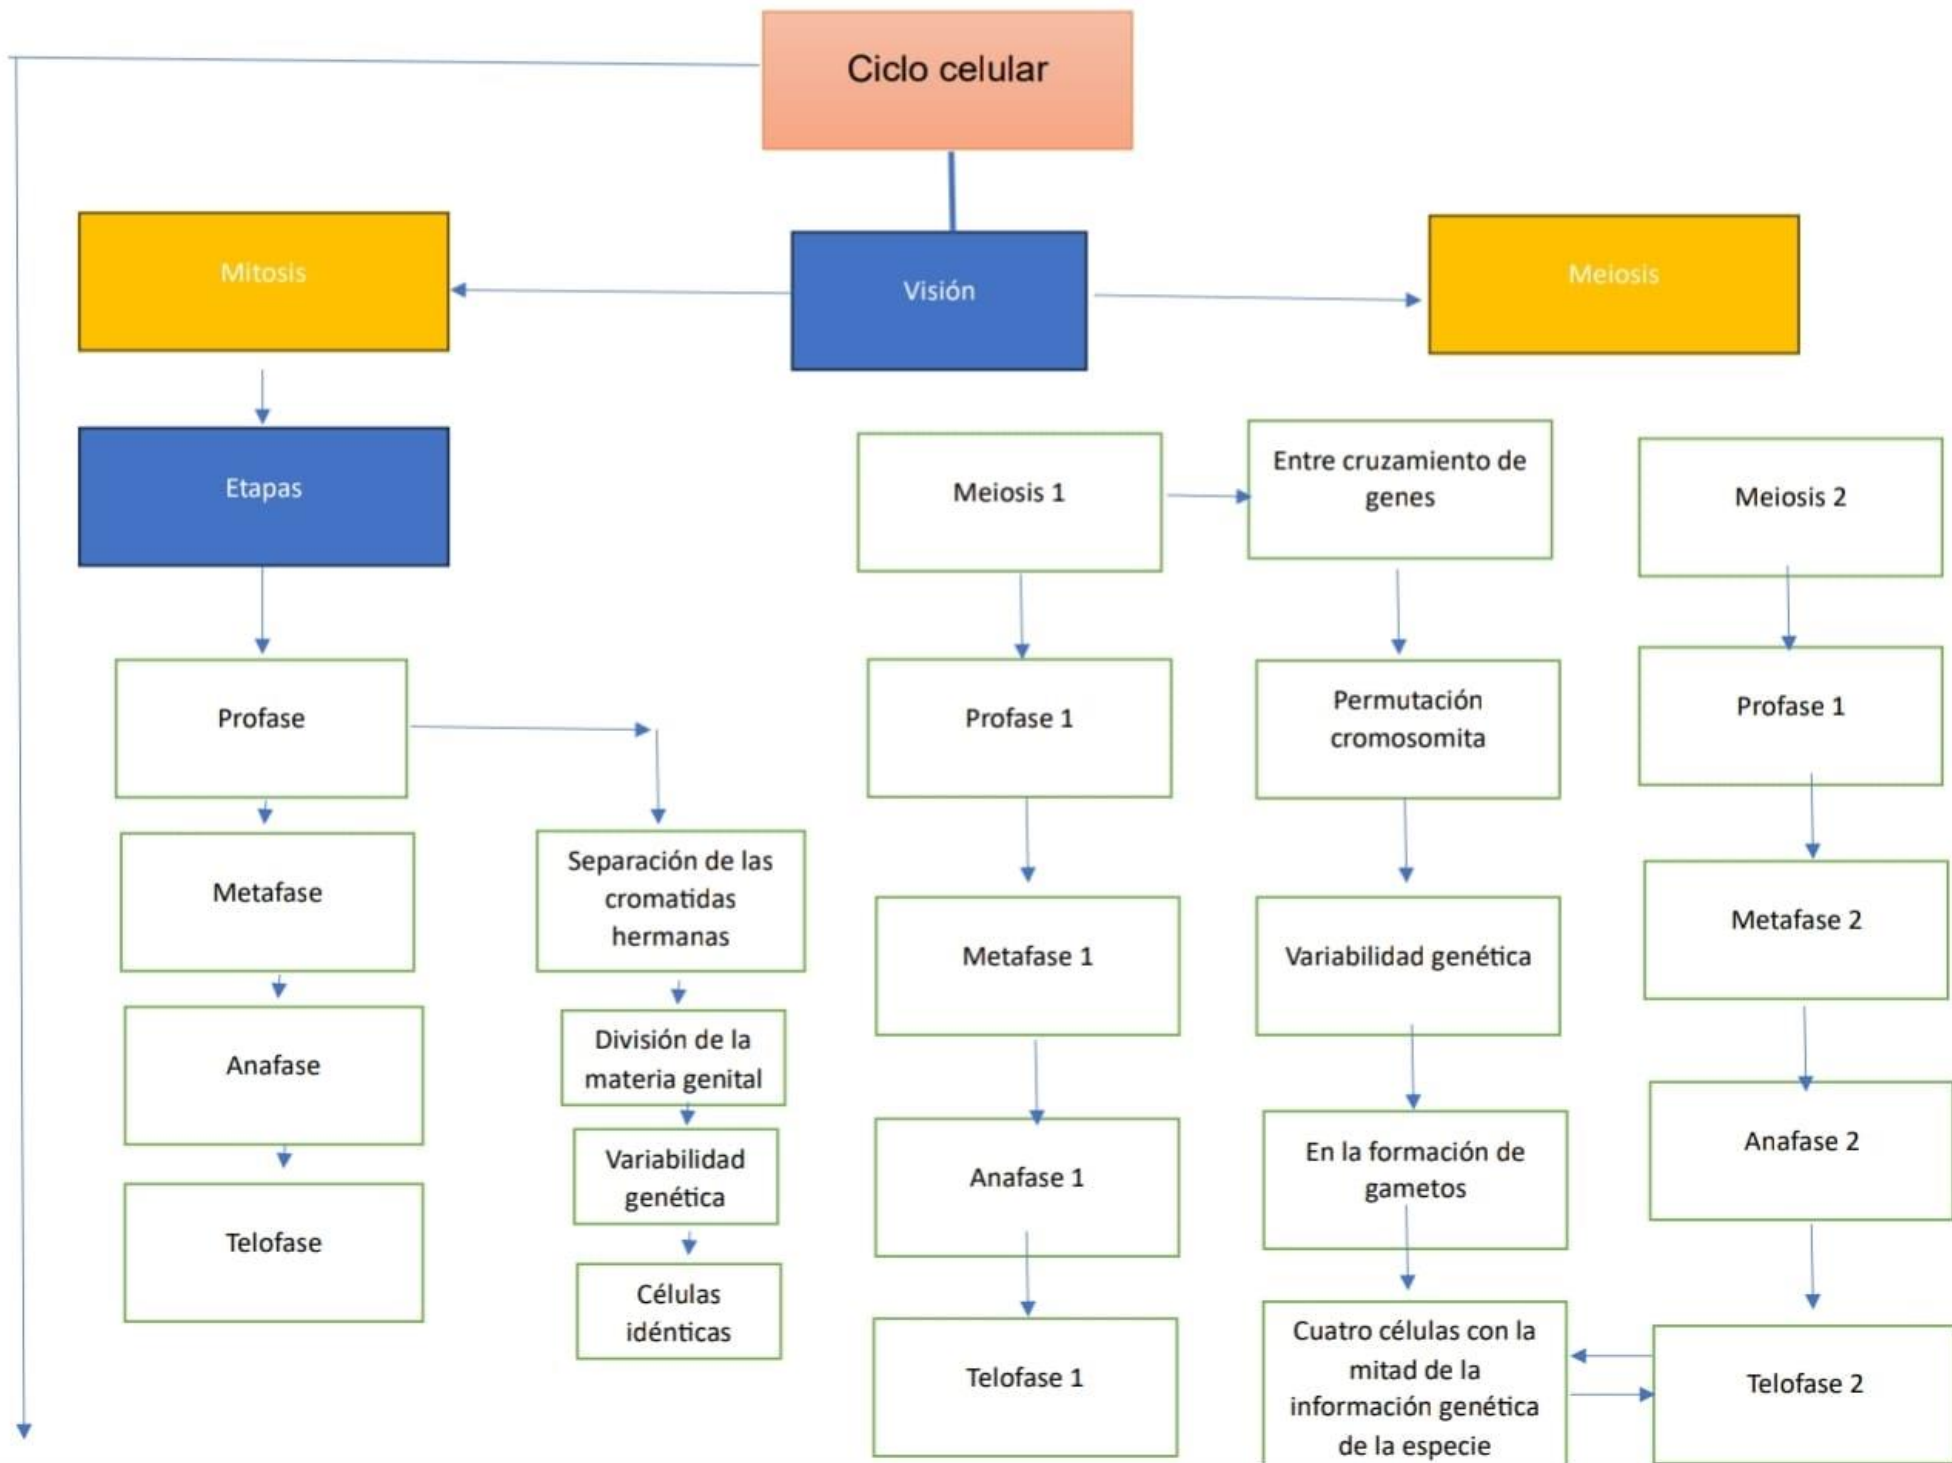 Ciclo celular
Mitosis
Visión
Meiosis
Etapas
Meiosis 1
Entre cruzamiento de
genes
Meiosis 2
Profase
Profase 1
Permutación
cromosomita
Profase 1
Metafase
Separación de las
cromatidas
hermanas
Metafase 1
Variabilidad genética
Metafase 2
Anafase
División de la
materia genital
Variabilidad
genética
Anafase 1
En la formación de
gametos
Anafase 2
Telofase
Células
idénticas
Telofase 1
Cuatro células con la
mitad de la
información genética
de la especie
Telofase 2